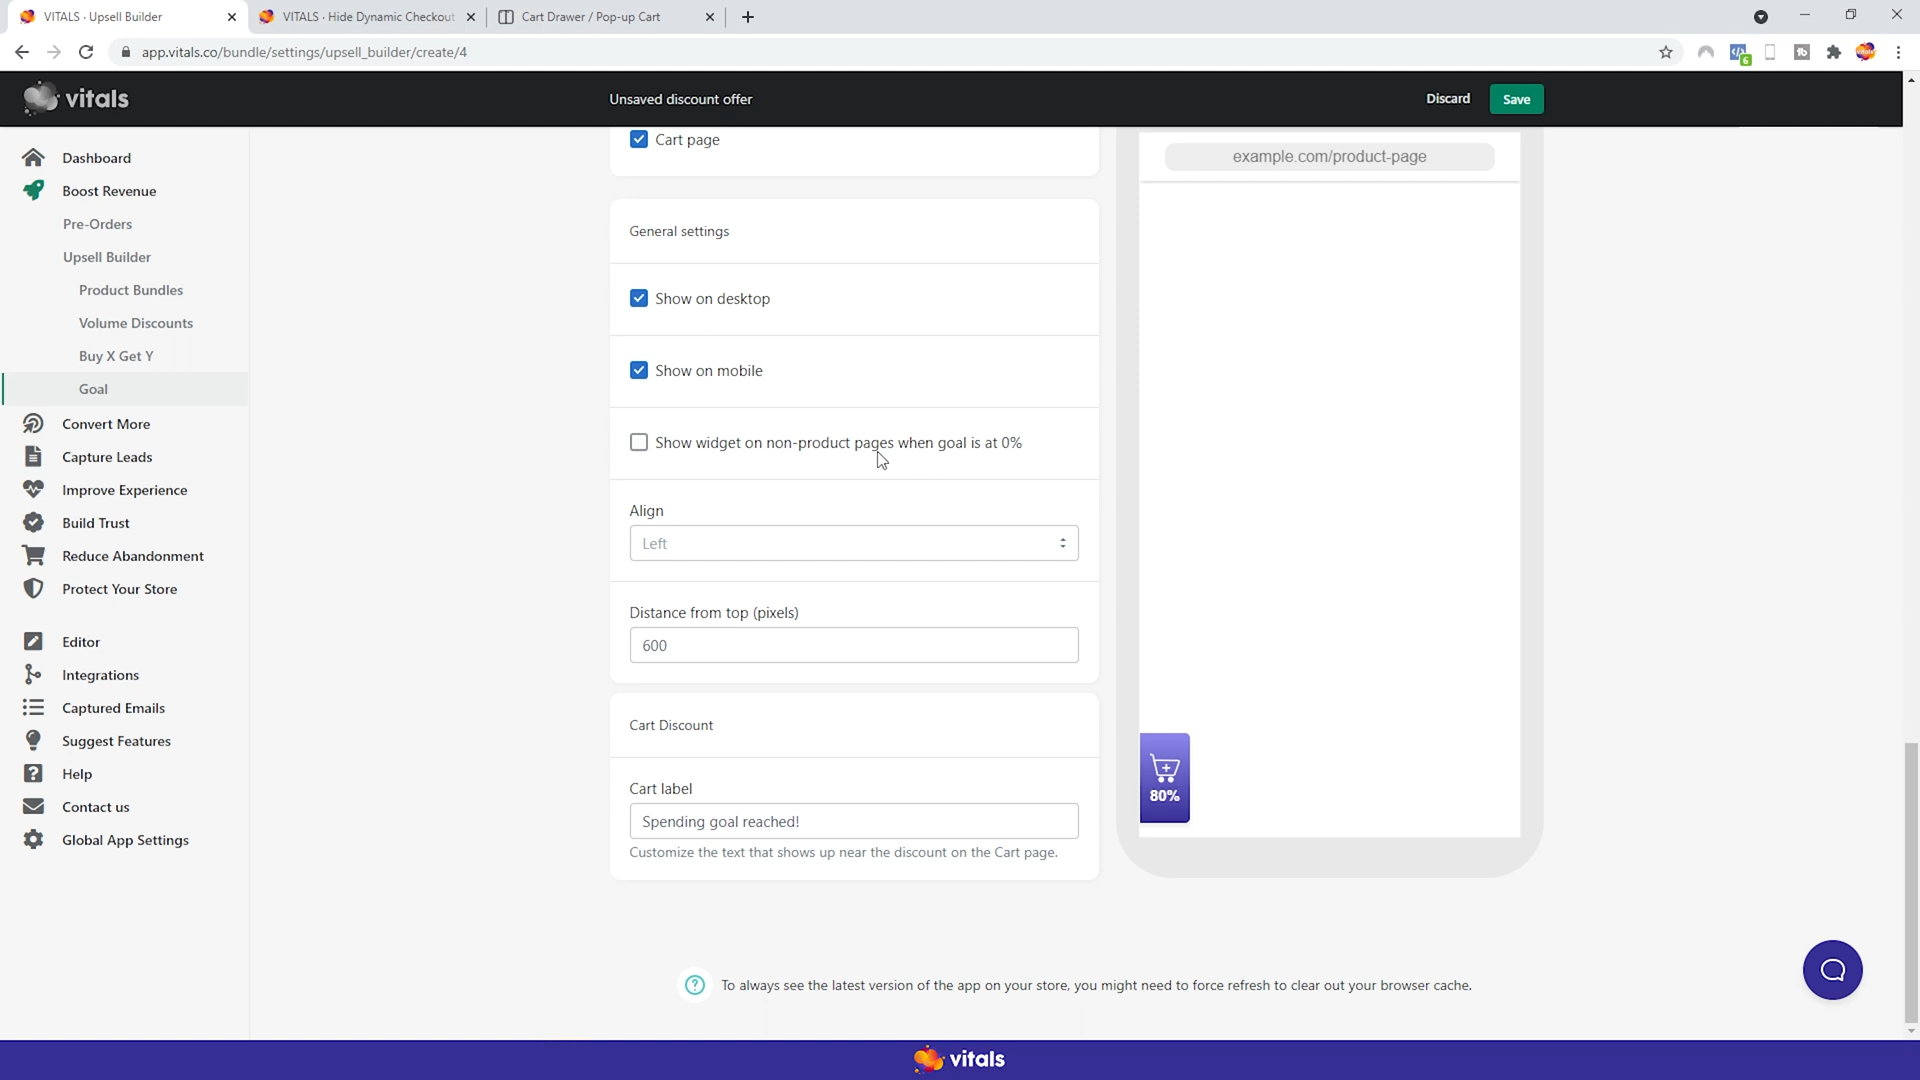 VITALS · Upsell Builder
VITALS · Hide Dynamic Checkout
Cart Drawer / Pop-up Cart
app.vitals.co/bundle/settings/upsell_builder/create/4
6
vitals
Unsaved discount offer
Discard
Save
Dashboard
Boost Revenue
Pre-Orders
Upsell Builder
Product Bundles
Volume Discounts
Buy X Get Y
Goal
Convert More
Capture Leads
Improve Experience
Build Trust
Reduce Abandonment
Protect Your Store
Editor
Integrations
Captured Emails
Suggest Features
Help
Contact us
Global App Settings
Cart page
General settings
Show on desktop
Show on mobile
Show widget on non-product pages when goal is at 0%
Align
Left
Distance from top (pixels)
600
Cart Discount
Cart label
Spending goal reached!
Customize the text that shows up near the discount on the Cart page.
example.com/product-page
80%
To always see the latest version of the app on your store, you might need to force refresh to clear out your browser cache.
vitals